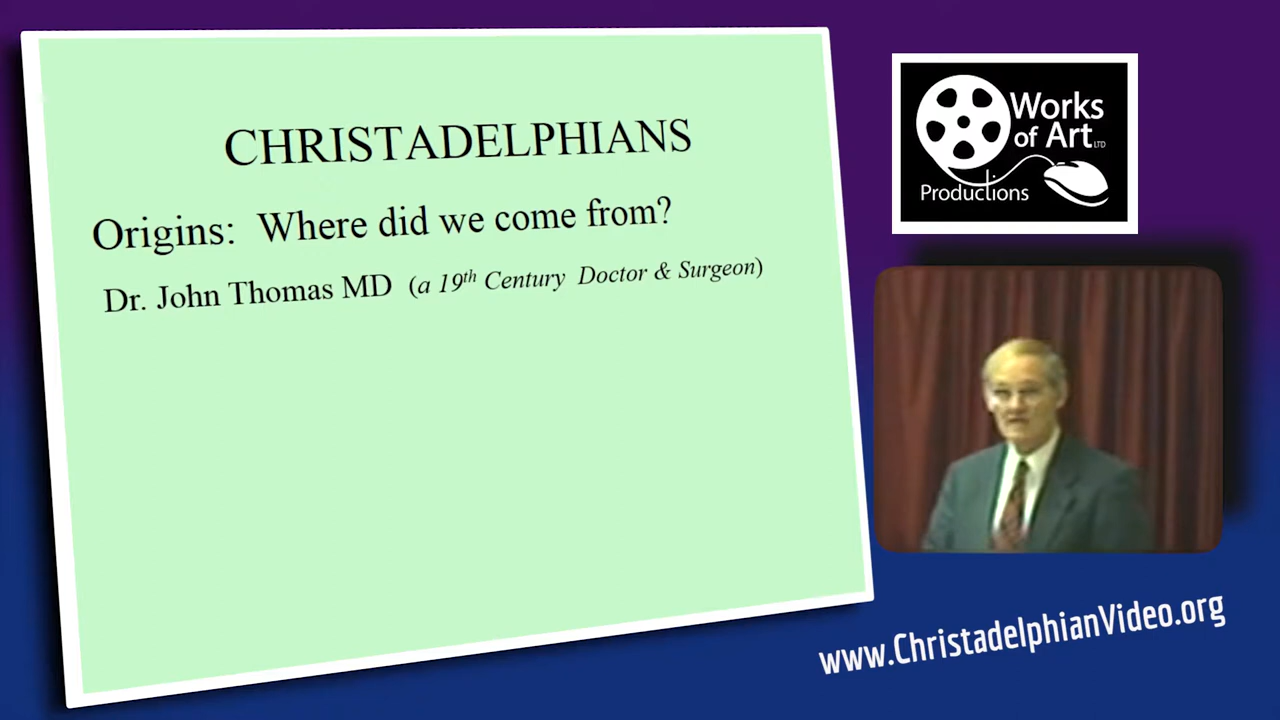 CHRISTADELPHIANS
Origins: Where did we come from?
Dr. John Thomas MD (a 19th Century Doctor & Surgeon)
Works
of Art LTD
Productions
www.ChristadelphianVideo.org